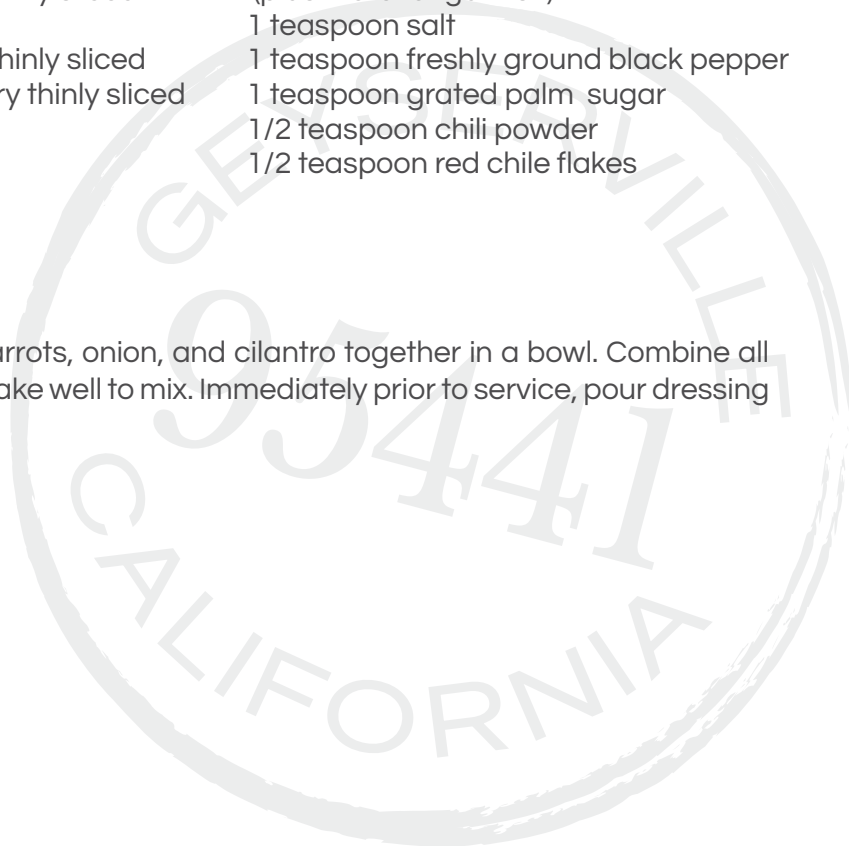 1 teaspoon salt
hinly sliced 1 teaspoon freshly ground black pepper
ry thinly sliced 1 teaspoon grated palm sugar
1/2 teaspoon chili powder
1/2 teaspoon red chile flakes
arrots, onion, and cilantro together in a bowl. Combine all
ake well to mix. Immediately prior to service, pour dressing
GEYSERVILLE
95441
CALIFORNIA